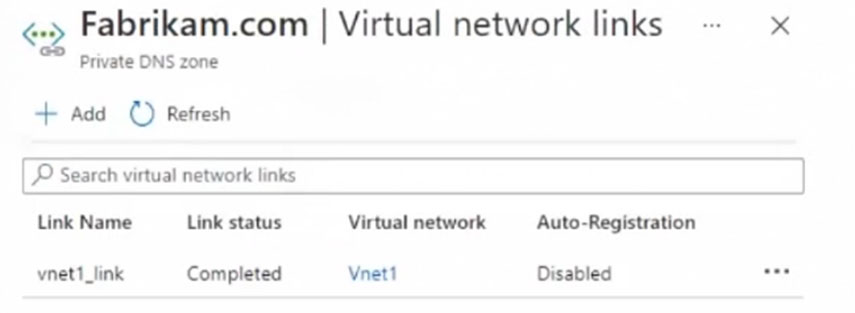 Fabrikam.com | Virtual network links ...
Private DNS zone
Add Refresh
Search virtual network links
Link Name Link status Virtual network Auto-Registration
vnet1_link Completed Vnet1 Disabled ...